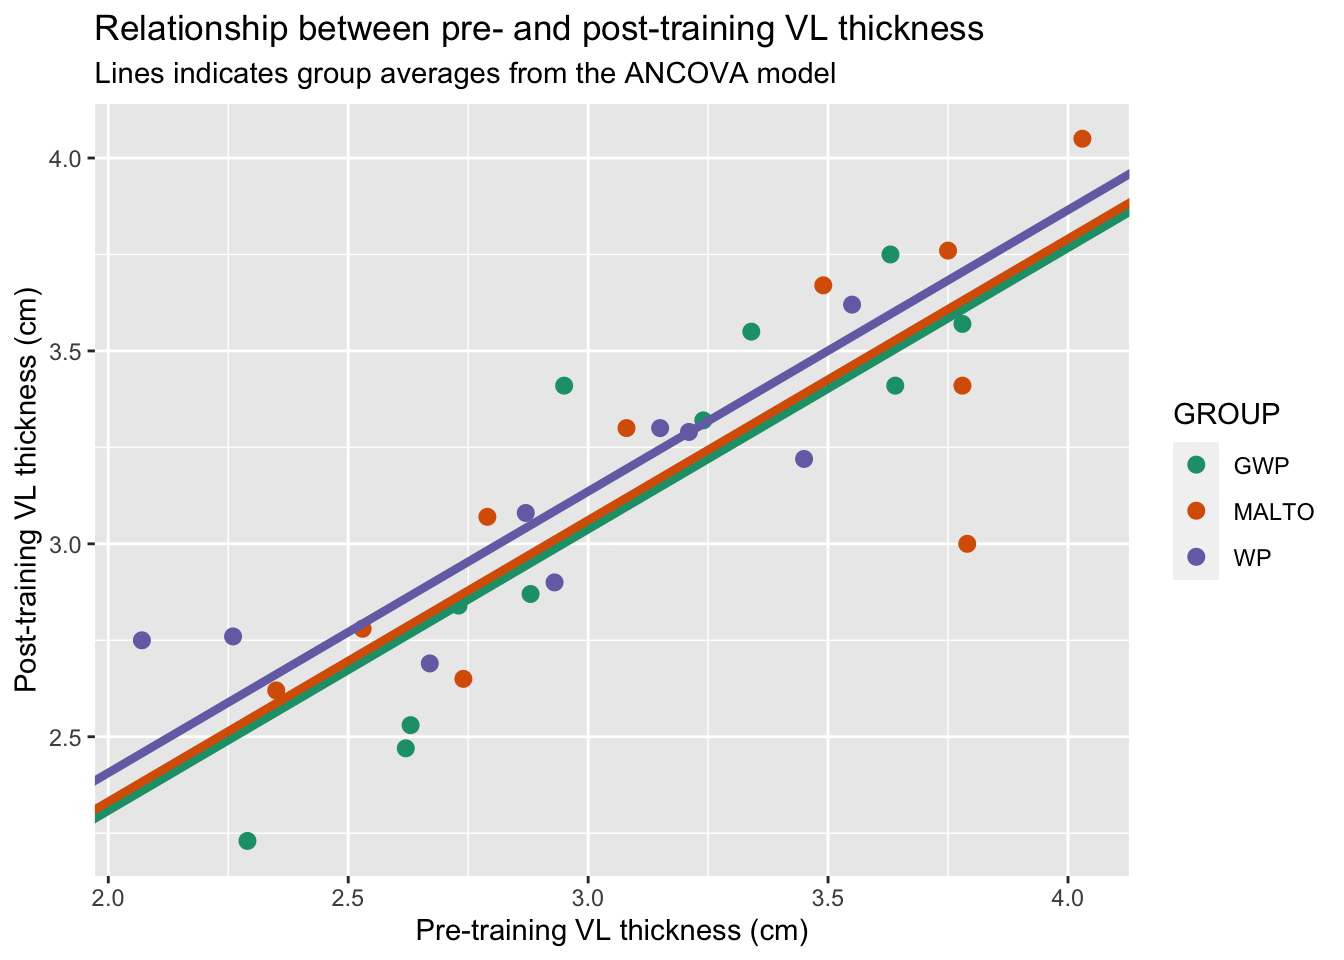 Relationship between pre- and post-training VL thickness
Lines indicates group averages from the ANCOVA model
Post-training VL thickness (cm)
4.0
3.5
3.0
2.5
2.0 2.5 3.0 3.5 4.0
Pre-training VL thickness (cm)
GROUP
GWP
MALTO
WP